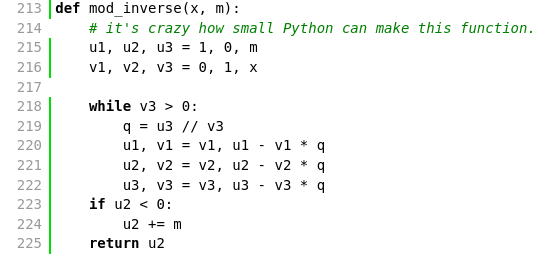 213 def mod_inverse(x, m):
214     # it's crazy how small Python can make this function.
215     u1, u2, u3 = 1, 0, m
216     v1, v2, v3 = 0, 1, x
217
218     while v3 > 0:
219         q = u3 // v3
220         u1, v1 = v1, u1 - v1 * q
221         u2, v2 = v2, u2 - v2 * q
222         u3, v3 = v3, u3 - v3 * q
223     if u2 < 0:
224         u2 += m
225     return u2